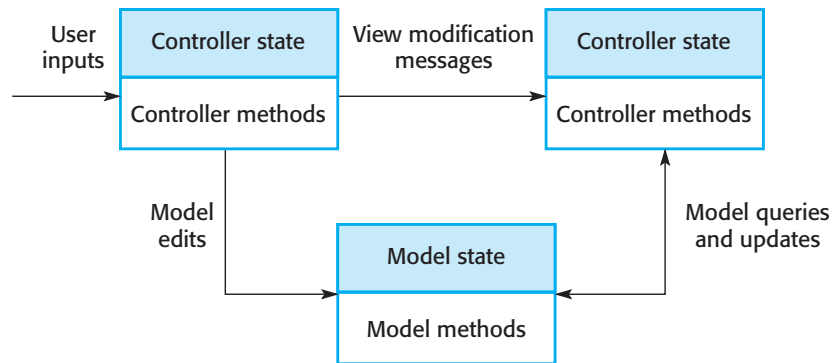 User
inputs
Controller state
Controller methods
View modification
messages
Controller state
Controller methods
Model
edits
Model state
Model methods
Model queries
and updates